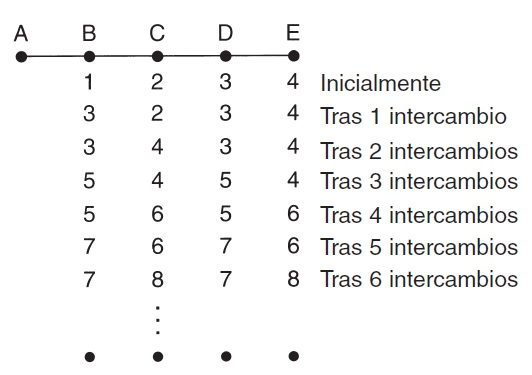 A B C D E
1 2 3 4 Inicialmente
3 2 3 4 Tras 1 intercambio
3 4 3 4 Tras 2 intercambios
5 4 5 4 Tras 3 intercambios
5 6 5 6 Tras 4 intercambios
7 6 7 6 Tras 5 intercambios
7 8 7 8 Tras 6 intercambios